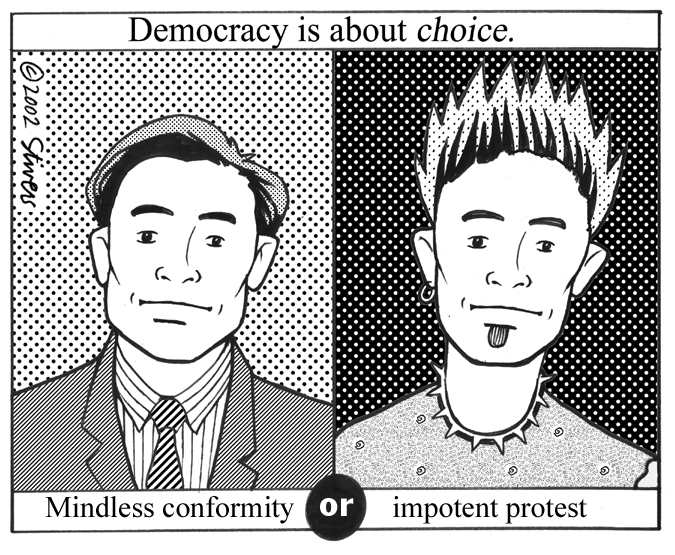 Democracy is about choice.
©2002 Stivers
Mindless conformity or impotent protest